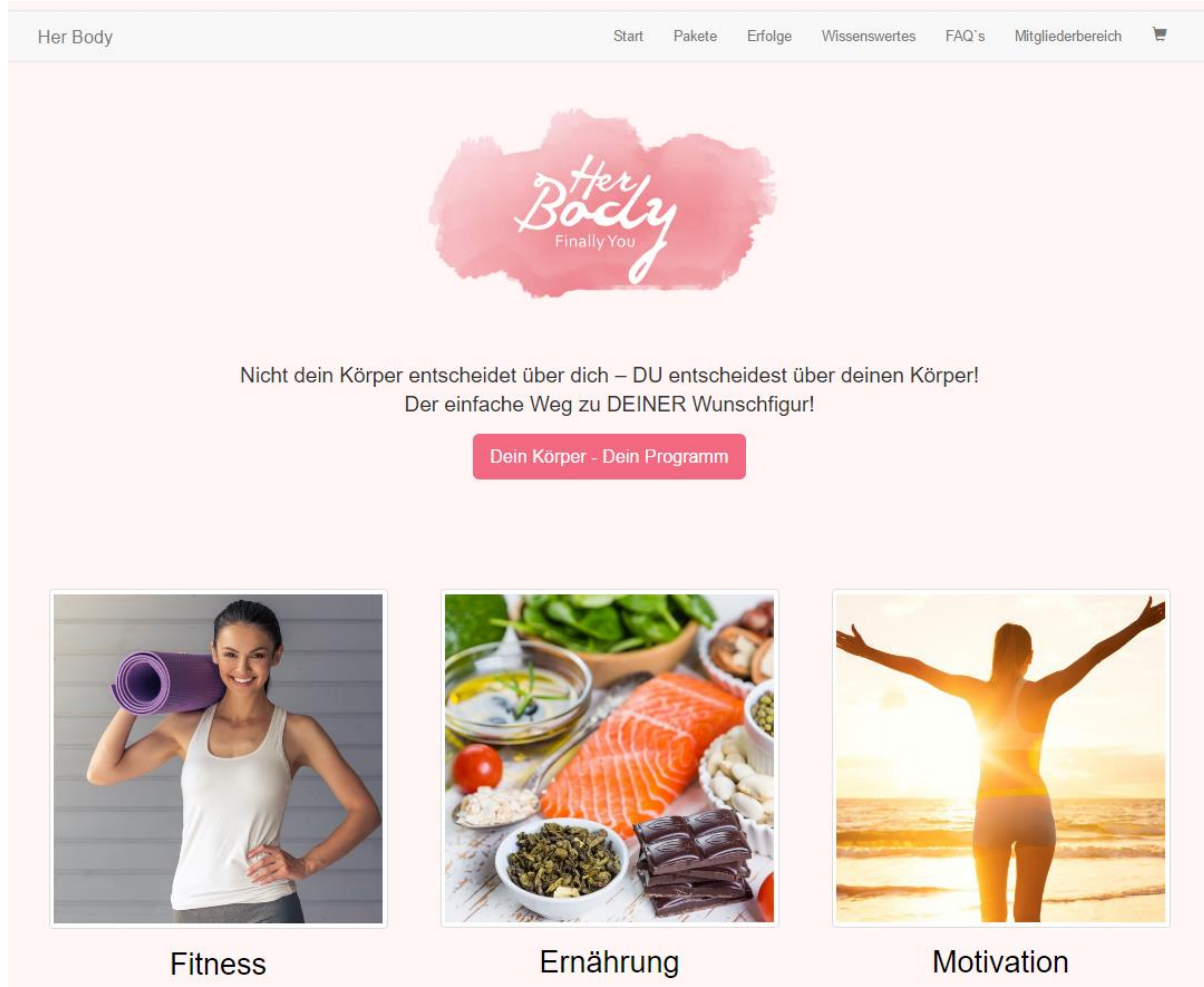 Her Body
Start Pakete Erfolge Wissenswertes FAQ`s Mitgliederbereich
Her
Body
Finally You
Nicht dein Körper entscheidet über dich – DU entscheidest über deinen Körper!
Der einfache Weg zu DEINER Wunschfigur!
Dein Körper - Dein Programm
Fitness Ernährung Motivation